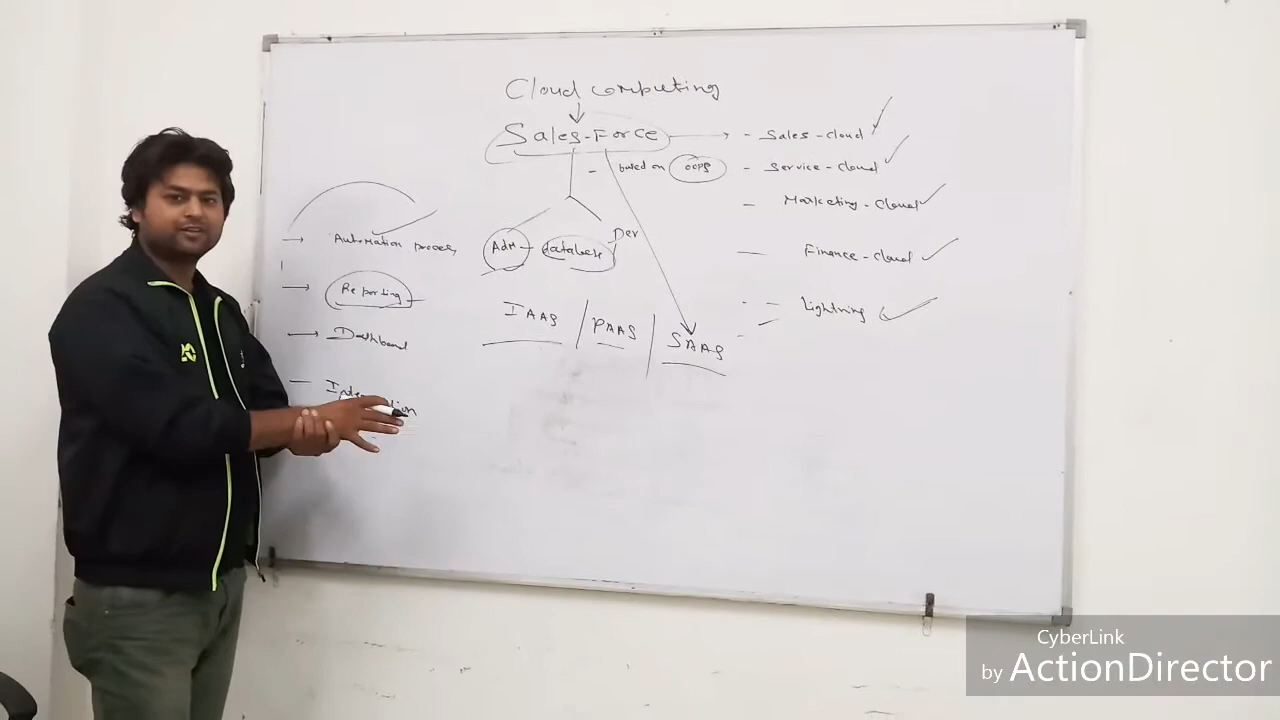 Cloud computing
Sales-Force
- Sales-cloud
- based on OOPS
- Service-cloud
- Marketing-Cloud
Adm
database
Dev
- Finance-cloud
Automation process
Reporting
Dashboard
IAAS / PAAS | SAAS
Lightning
CyberLink
by ActionDirector